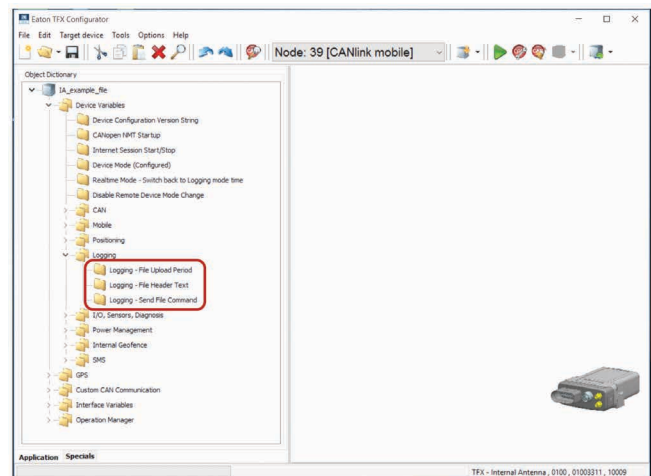 Eaton TFX Configurator
File Edit Target device Tools Options Help
Node: 39 [CANlink mobile]
Object Dictionary
IA_example_file
Device Variables
Device Configuration Version String
CANopen NMT Startup
Internet Session Start/Stop
Device Mode (Configured)
Realtime Mode - Switch back to Logging mode time
Disable Remote Device Mode Change
CAN
Mobile
Positioning
Logging
Logging - File Upload Period
Logging - File Header Text
Logging - Send File Command
I/O, Sensors, Diagnosis
Power Management
Internal Geofence
SMS
GPS
Custom CAN Communication
Interface Variables
Operation Manager
Application Specials
TFX - Internal Antenna , 0100 , 01003311 , 10009